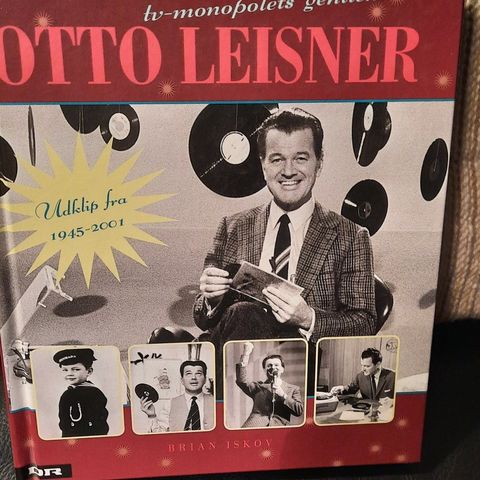 tv-monopolets
OTTO LEISNER
Udklip fra
1945-2001
BRIAN ISKOV
DR